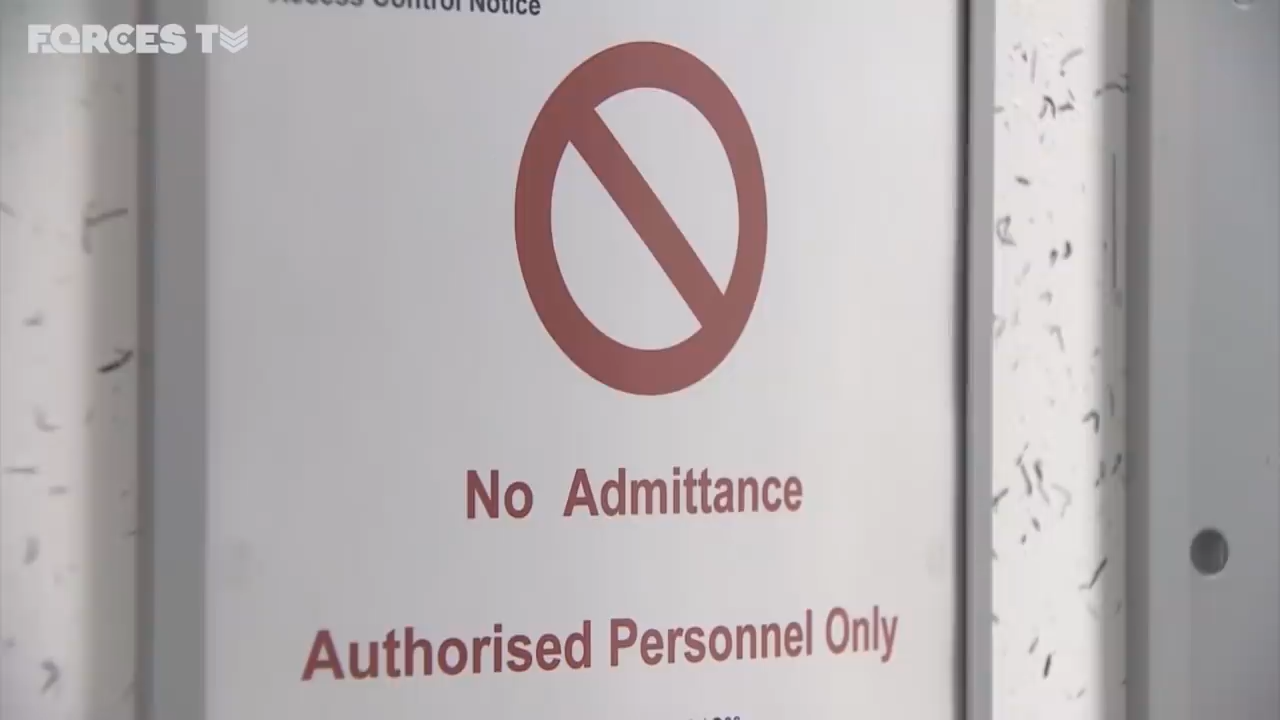 FORCES TV
Access Control Notice
No Admittance
Authorised Personnel Only